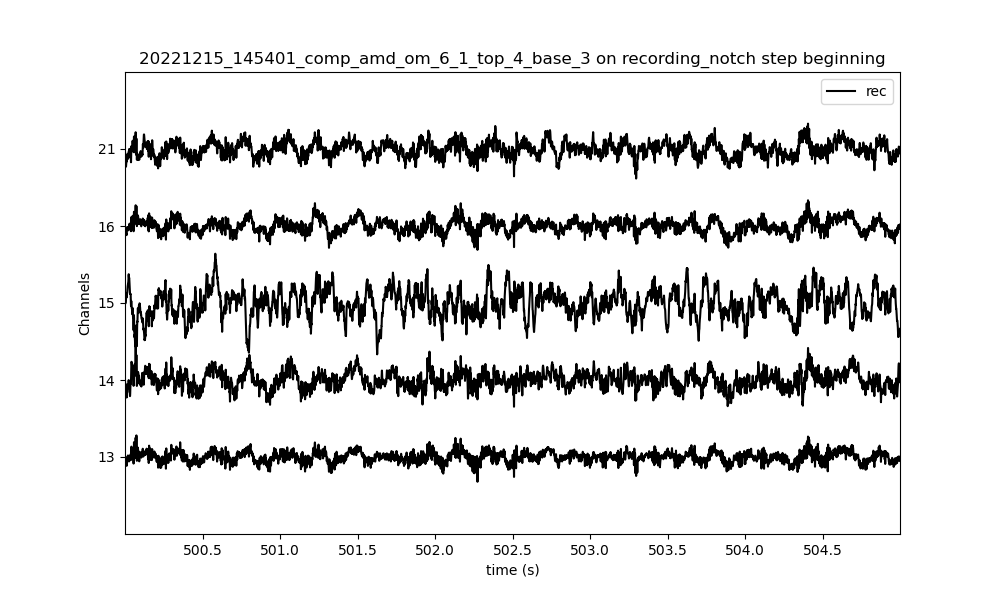 20221215_145401_comp_amd_om_6_1_top_4_base_3 on recording_notch step beginning
rec
21
16
15
14
13
Channels
500.5 501.0 501.5 502.0 502.5 503.0 503.5 504.0 504.5
time (s)